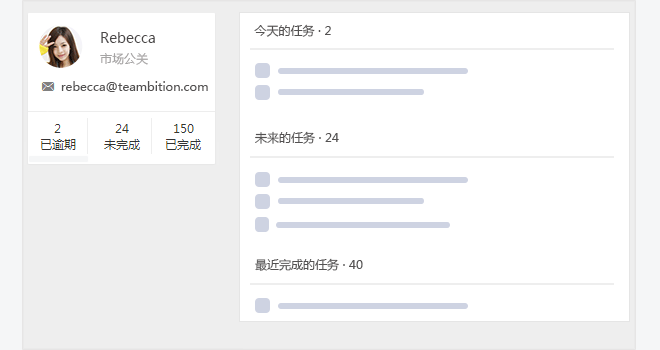 Rebecca
市场公关
rebecca@teambition.com
2 24 150
已逾期 未完成 已完成
今天的任务 · 2
未来的任务 · 24
最近完成的任务 · 40